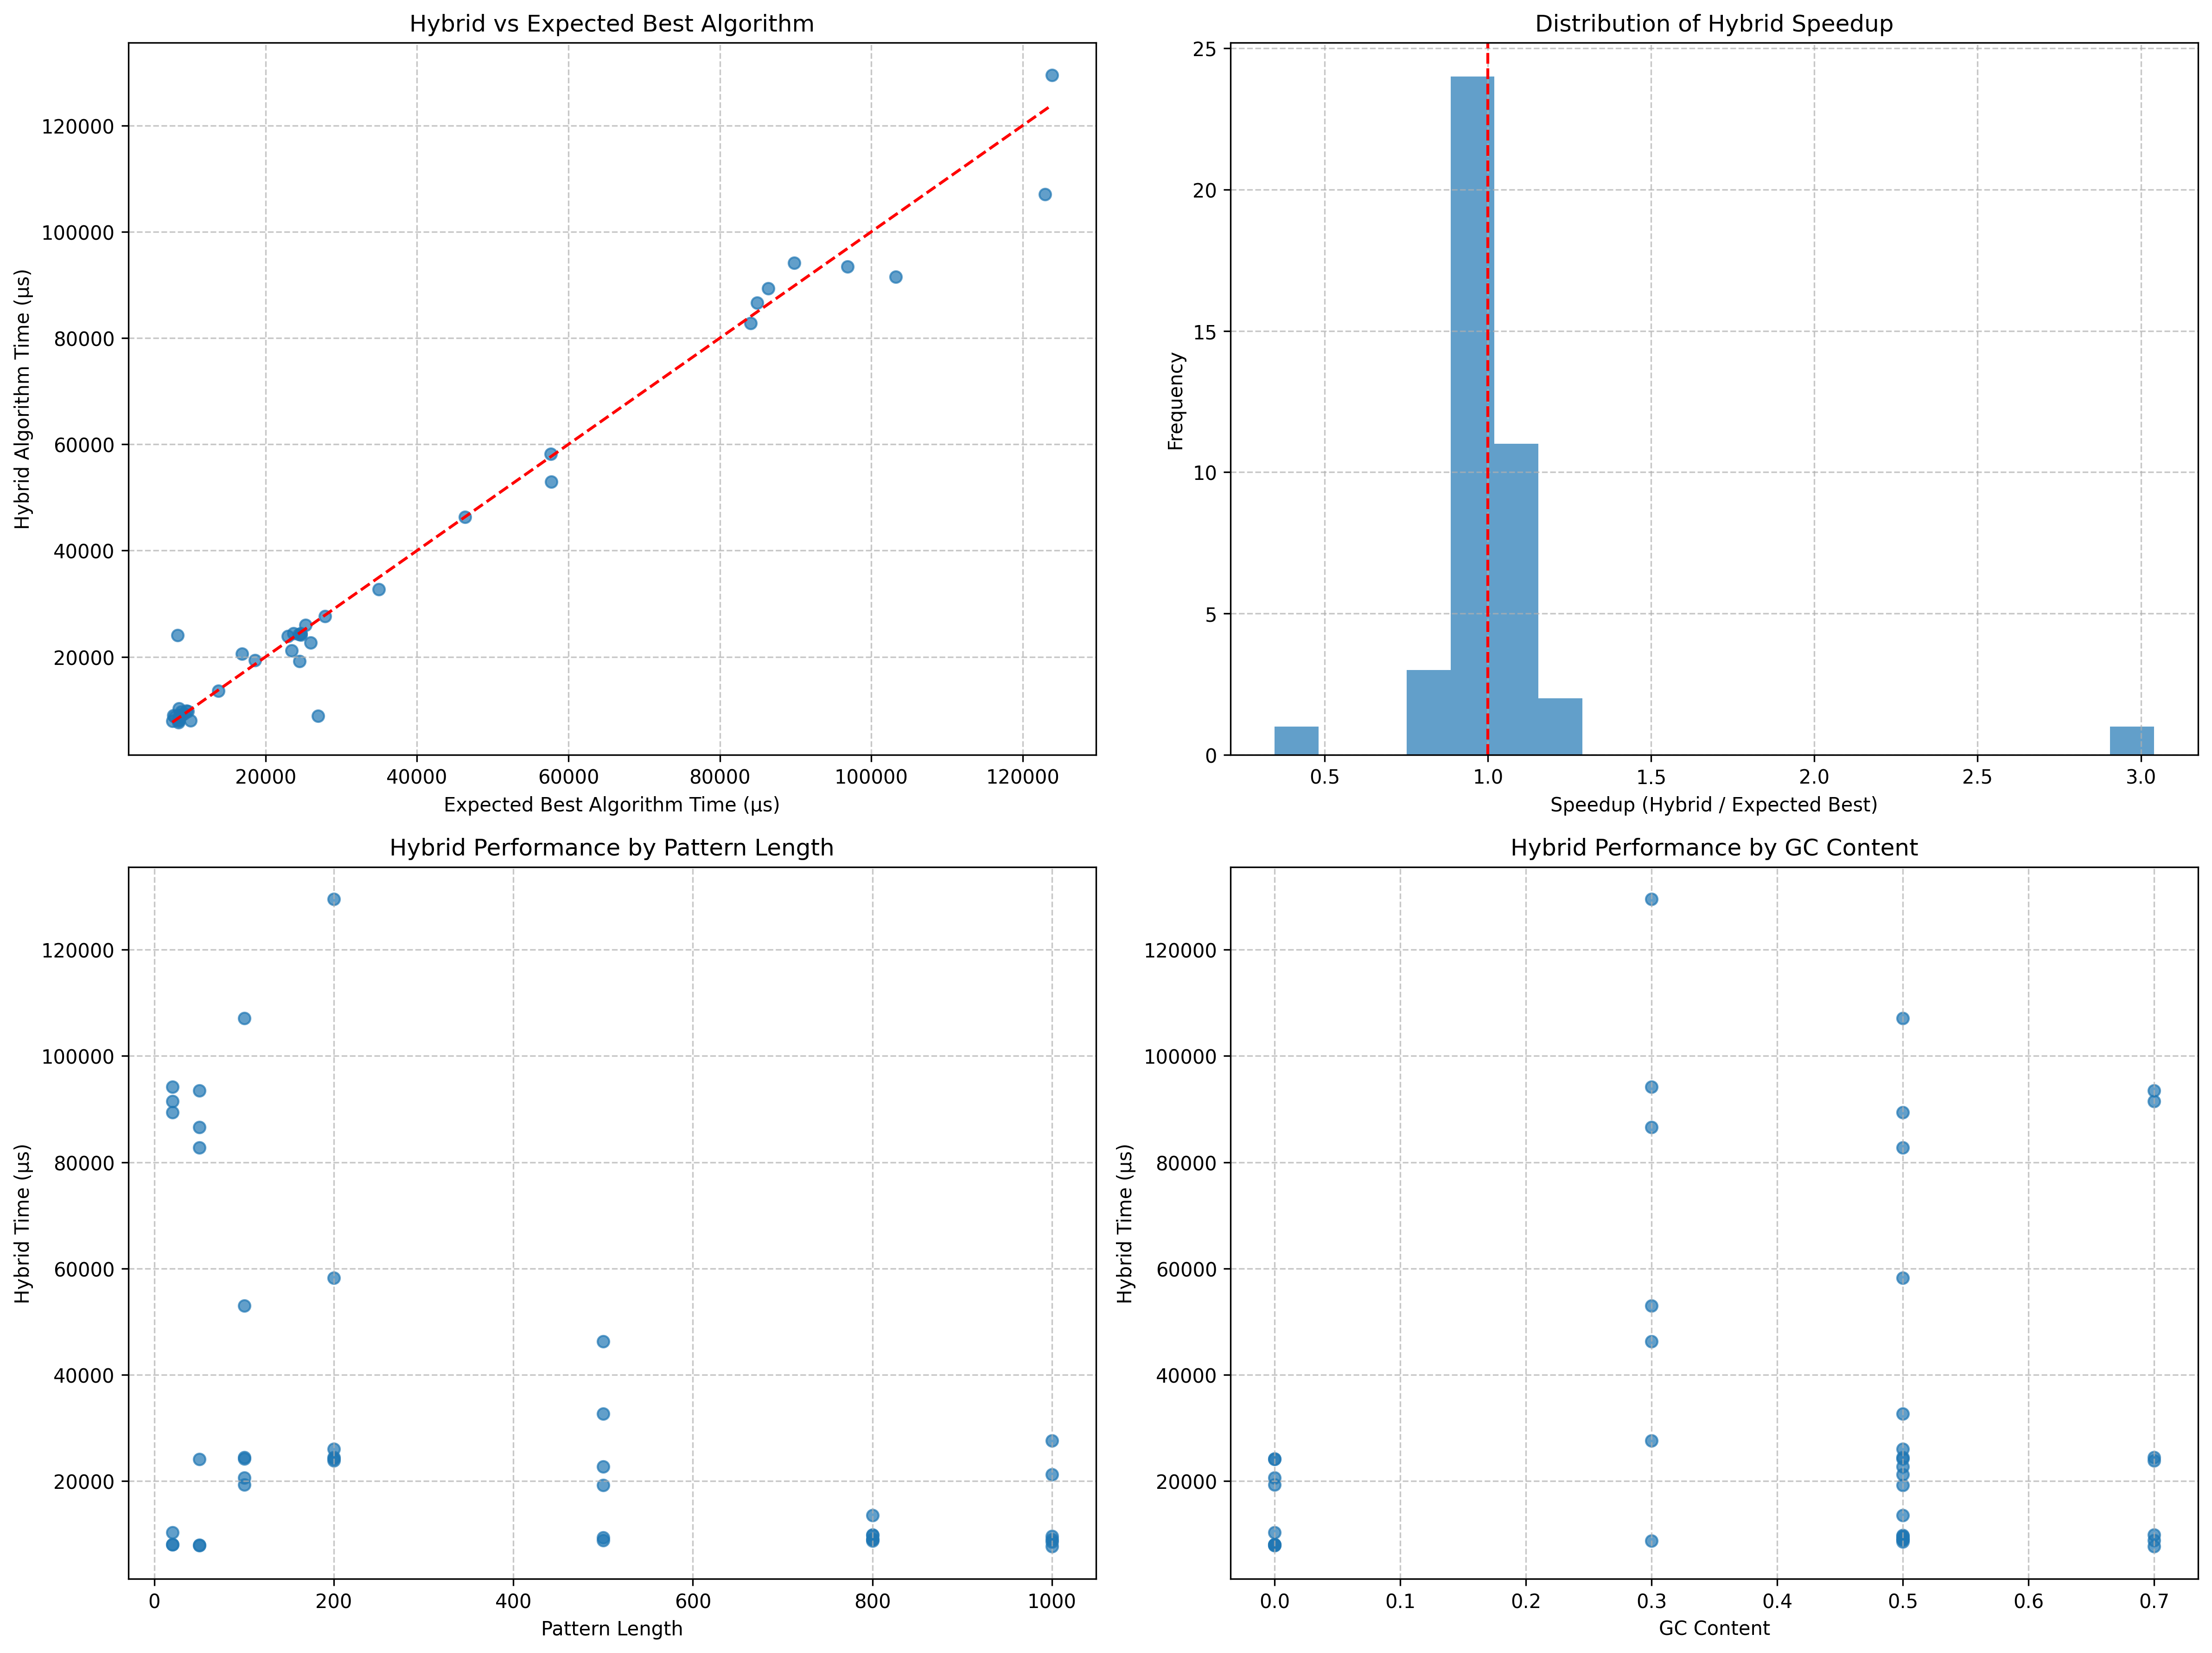 Hybrid vs Expected Best Algorithm
120000
100000
80000
60000
40000
20000
Hybrid Algorithm Time (µs)
20000 40000 60000 80000 100000 120000
Expected Best Algorithm Time (µs)
Distribution of Hybrid Speedup
25
20
15
10
5
0
Frequency
0.5 1.0 1.5 2.0 2.5 3.0
Speedup (Hybrid / Expected Best)
Hybrid Performance by Pattern Length
120000
100000
80000
60000
40000
20000
Hybrid Time (µs)
0 200 400 600 800 1000
Pattern Length
Hybrid Performance by GC Content
120000
100000
80000
60000
40000
20000
Hybrid Time (µs)
0.0 0.1 0.2 0.3 0.4 0.5 0.6 0.7
GC Content